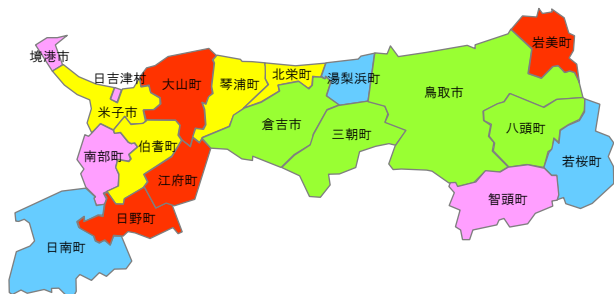 岩美町
境港市
日吉津村
大山町
琴浦町
北栄町
湯梨浜町
鳥取市
米子市
倉吉市
三朝町
八頭町
伯耆町
南部町
若桜町
江府町
智頭町
日野町
日南町